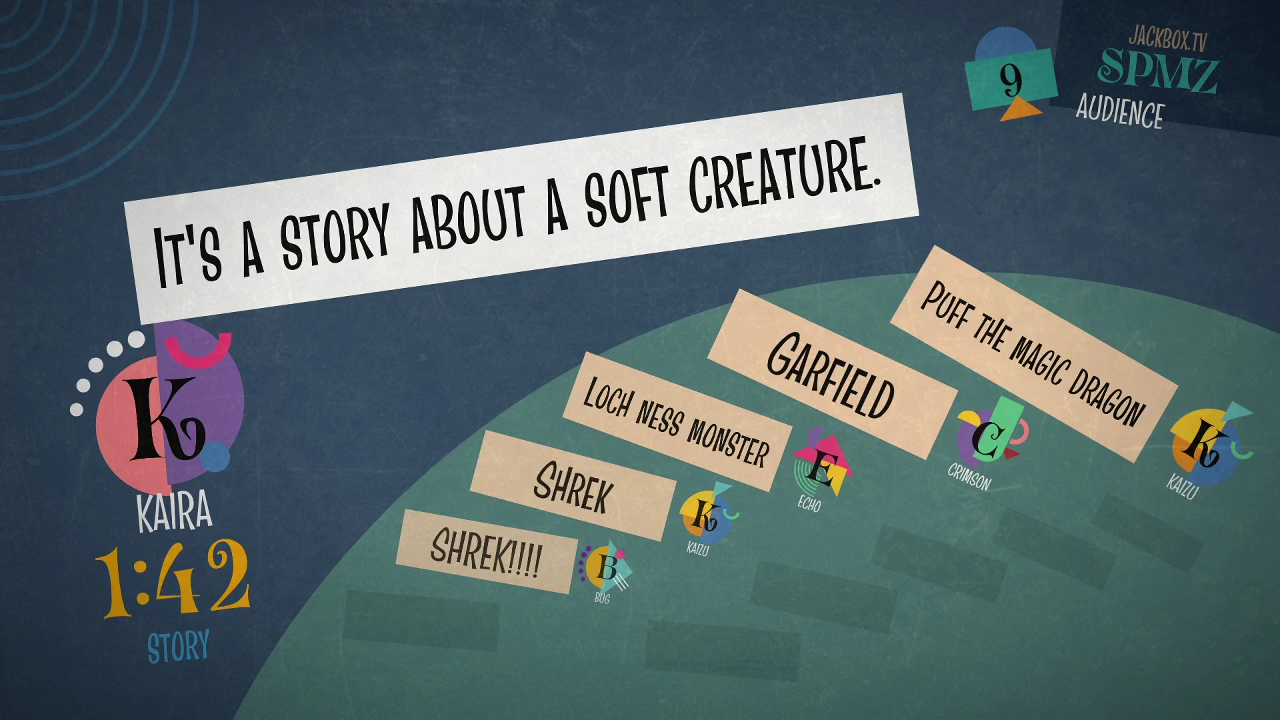 JACKBOX.TV
SPMZ
9
AUDIENCE
IT'S A STORY ABOUT A SOFT CREATURE.
K
KAIRA
1:42
STORY
PUFF THE MAGIC DRAGON
K
KAIZU
GARFIELD
C
CRIMSON
LOCH NESS MONSTER
E
ECHO
SHREK
K
KAIZU
SHREK!!!!
B
BUG